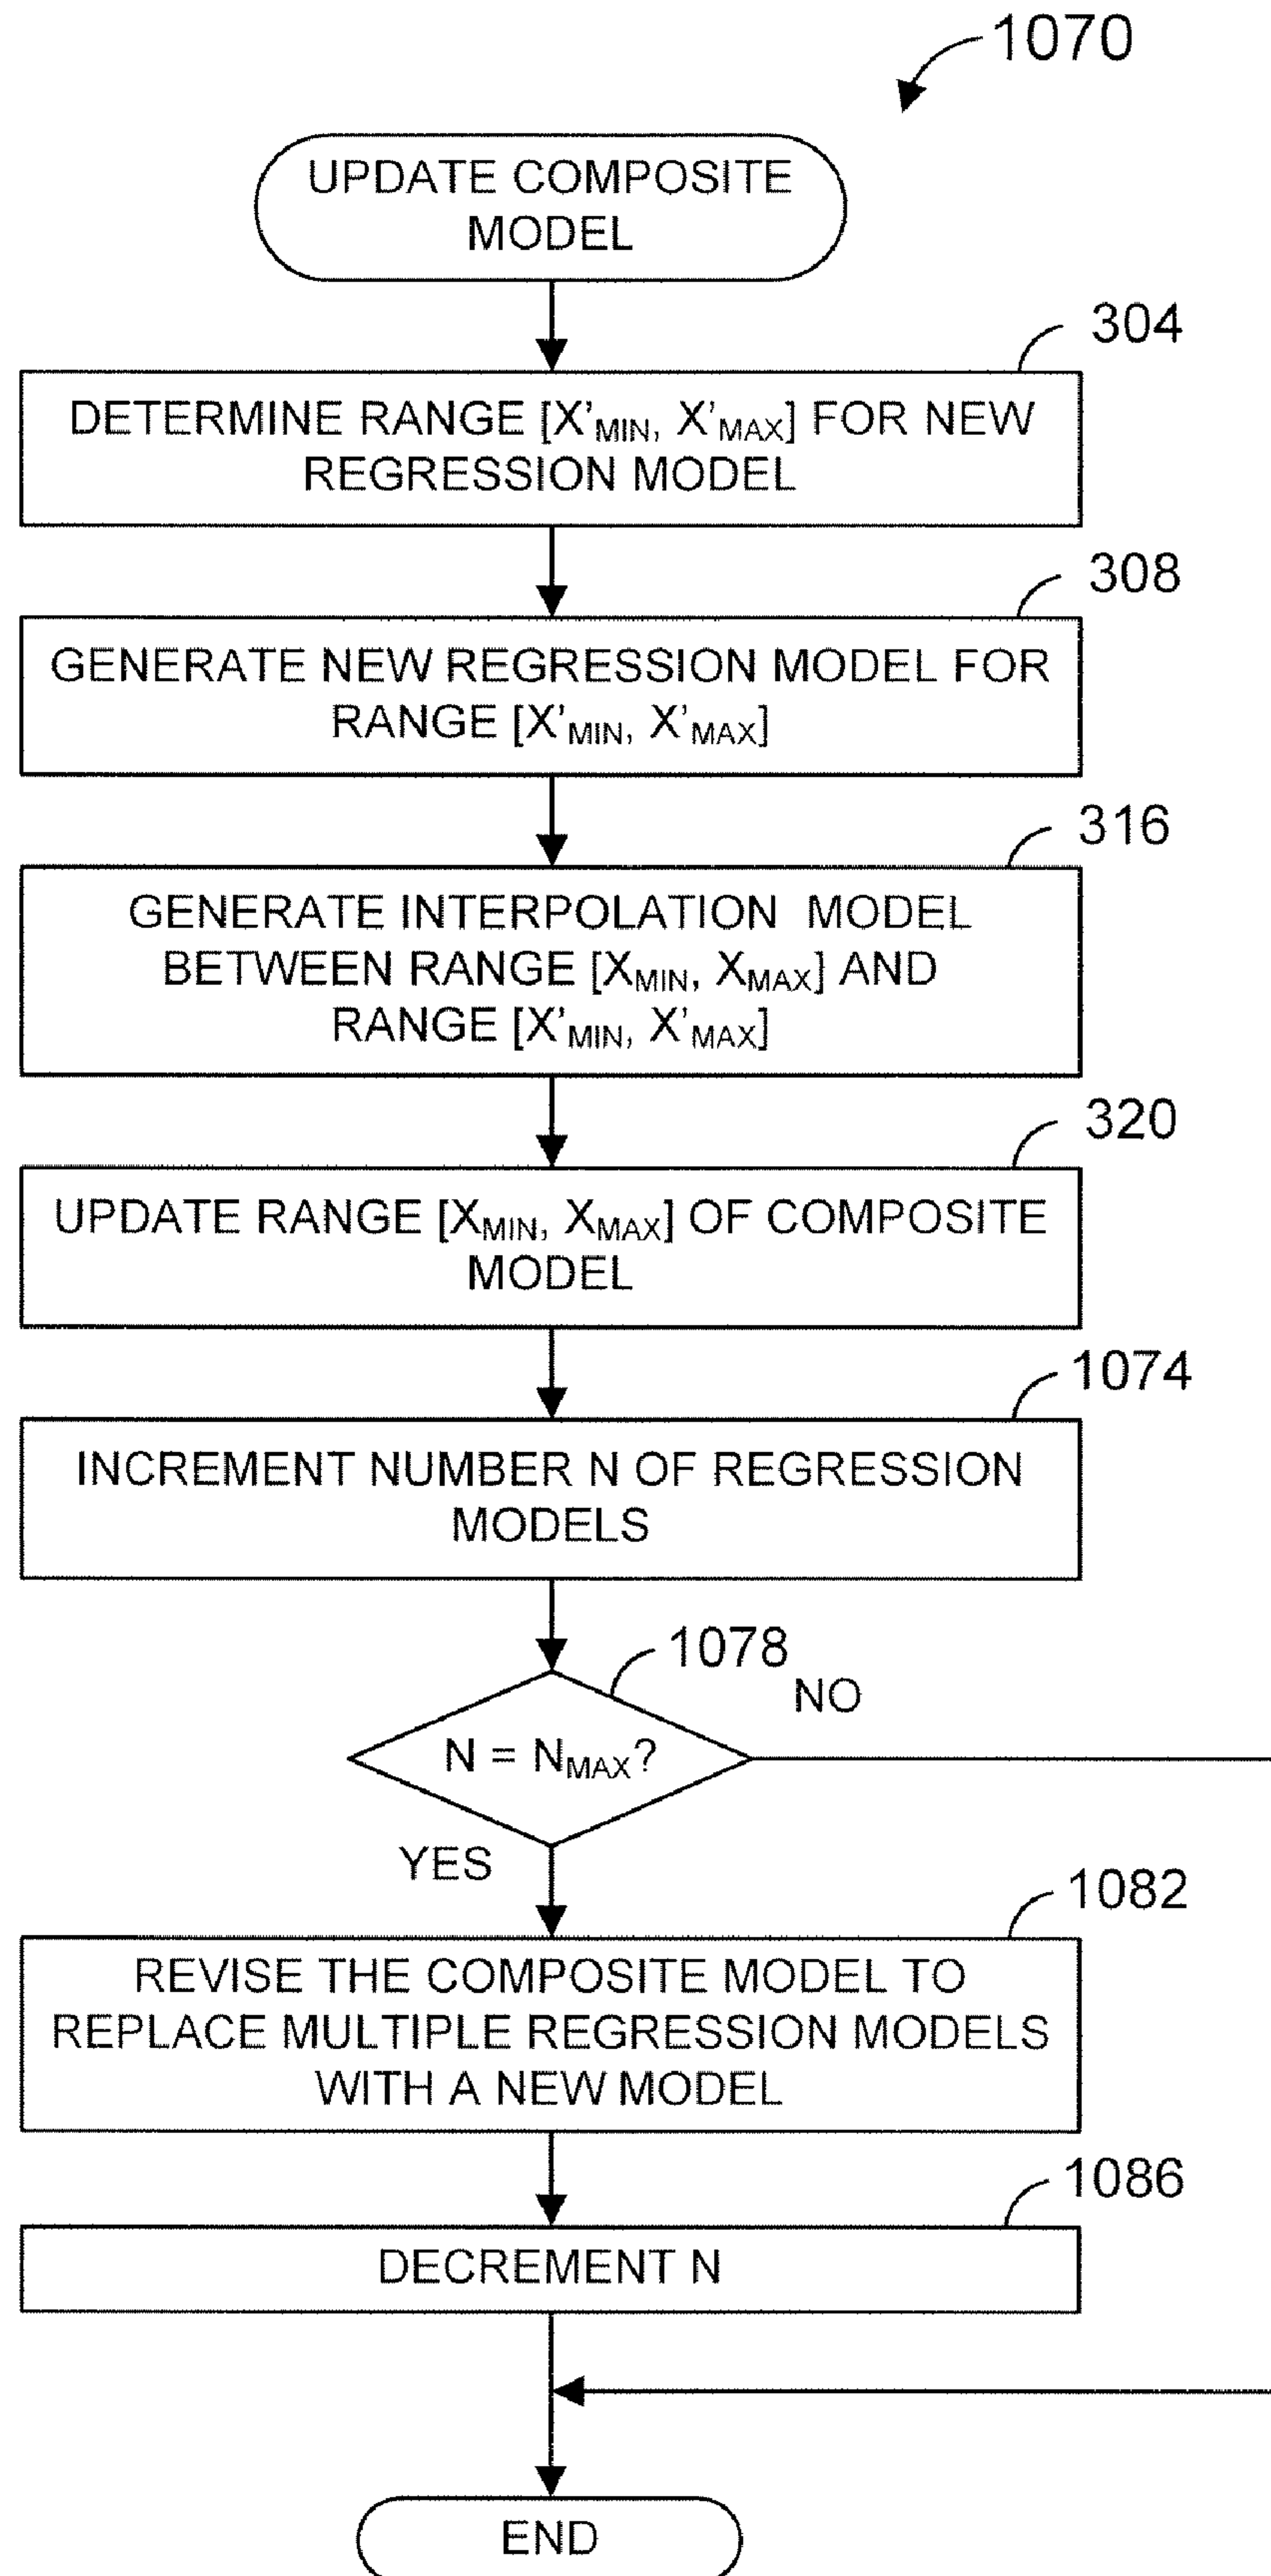 1070
UPDATE COMPOSITE
MODEL
304
DETERMINE RANGE [X'MIN, X'MAX] FOR NEW
REGRESSION MODEL
308
GENERATE NEW REGRESSION MODEL FOR
RANGE [X'MIN, X'MAX]
316
GENERATE INTERPOLATION MODEL
BETWEEN RANGE [XMIN, XMAX] AND
RANGE [X'MIN, X'MAX]
320
UPDATE RANGE [XMIN, XMAX] OF COMPOSITE
MODEL
1074
INCREMENT NUMBER N OF REGRESSION
MODELS
1078
NO
N = NMAX?
YES
1082
REVISE THE COMPOSITE MODEL TO
REPLACE MULTIPLE REGRESSION MODELS
WITH A NEW MODEL
1086
DECREMENT N
END